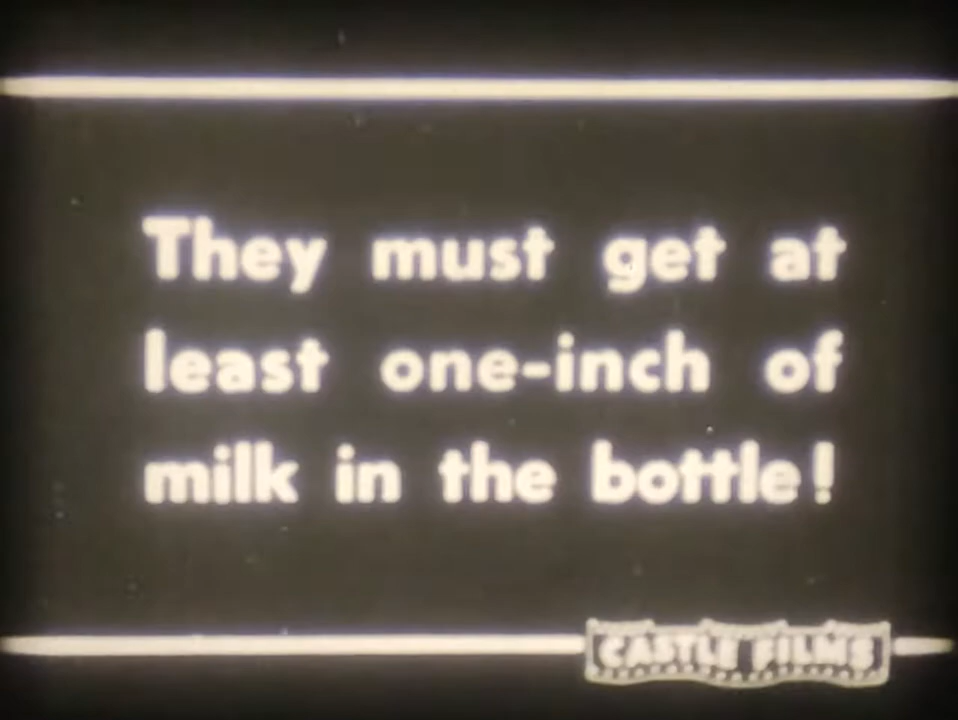 They must get at
least one-inch of
milk in the bottle!
CASTLE FILMS